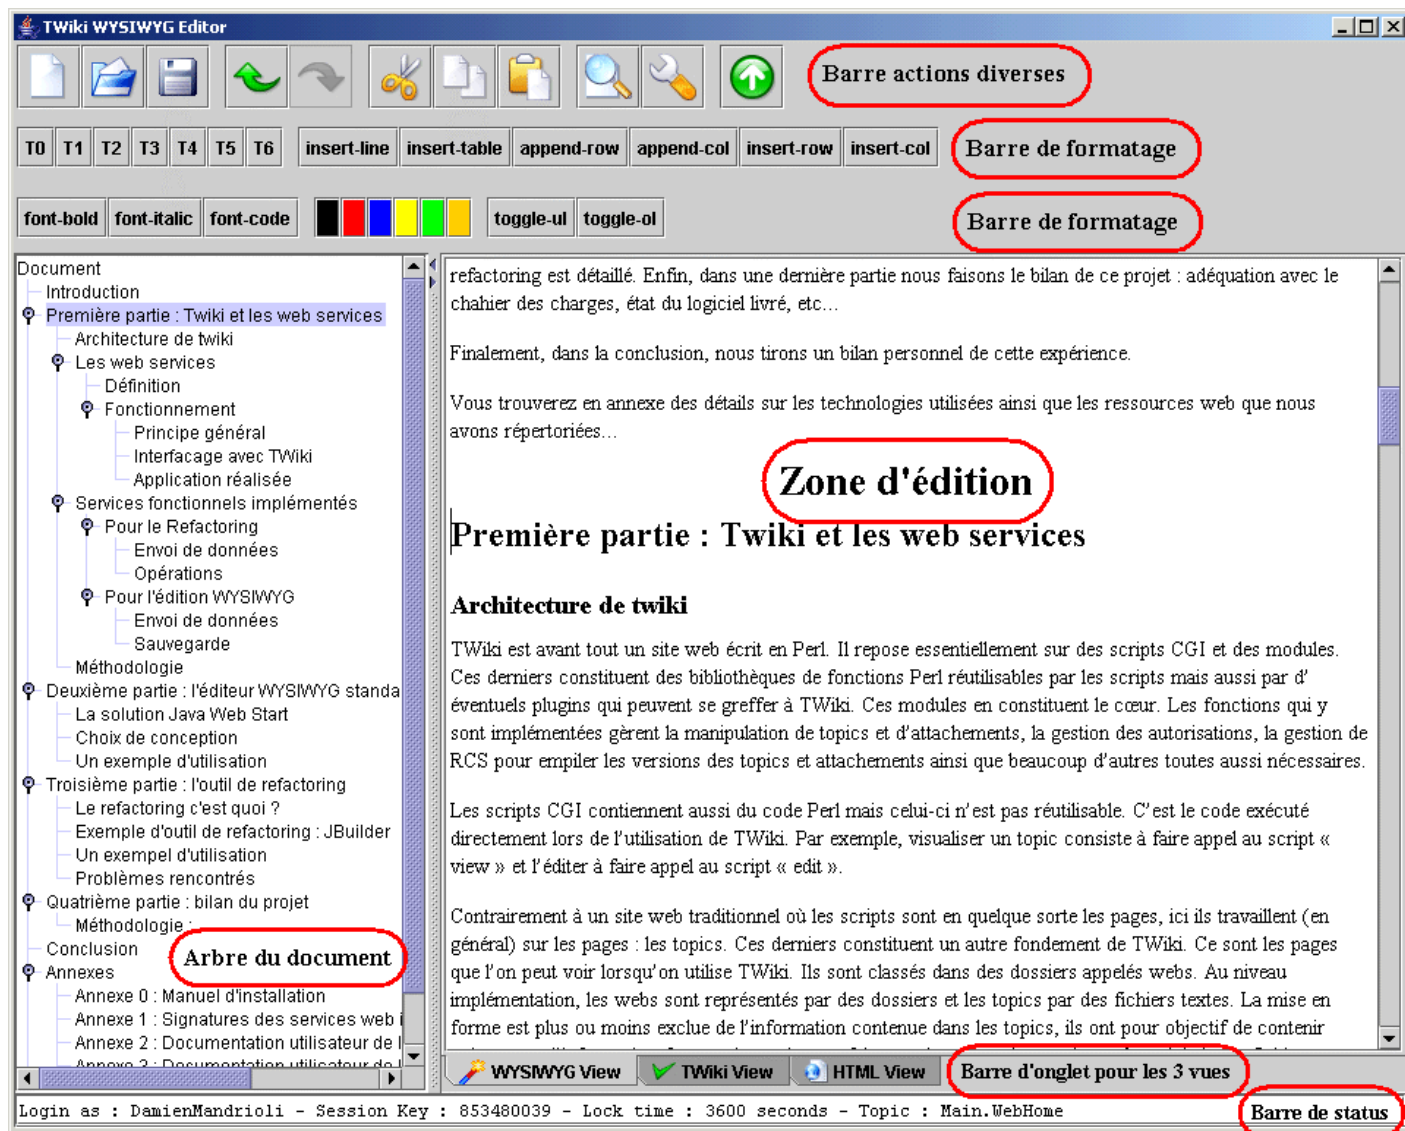 TWiki WYSIWYG Editor
Barre actions diverses
T0 T1 T2 T3 T4 T5 T6 insert-line insert-table append-row append-col insert-row insert-col Barre de formatage
font-bold font-italic font-code toggle-ul toggle-ol Barre de formatage
Document
Introduction
Première partie : Twiki et les web services
Architecture de twiki
Les web services
Définition
Fonctionnement
Principe général
Interfacage avec TWiki
Application réalisée
Services fonctionnels implémentés
Pour le Refactoring
Envoi de données
Opérations
Pour l'édition WYSIWYG
Envoi de données
Sauvegarde
Méthodologie
Deuxième partie : l'éditeur WYSIWYG standa
La solution Java Web Start
Choix de conception
Un exemple d'utilisation
Troisième partie : l'outil de refactoring
Le refactoring c'est quoi ?
Exemple d'outil de refactoring : JBuilder
Un exempel d'utilisation
Problèmes rencontrés
Quatrième partie : bilan du projet
Méthodologie :
Conclusion
Arbre du document
Annexes
Annexe 0 : Manuel d'installation
Annexe 1 : Signatures des services web i
Annexe 2 : Documentation utilisateur de l
Annexe 3 : Documentation utilisateur de l
refactoring est détaillé. Enfin, dans une dernière partie nous faisons le bilan de ce projet : adéquation avec le
chahier des charges, état du logiciel livré, etc...
Finalement, dans la conclusion, nous tirons un bilan personnel de cette expérience.
Vous trouverez en annexe des détails sur les technologies utilisées ainsi que les ressources web que nous
avons répertoriées...
Zone d'édition
Première partie : Twiki et les web services
Architecture de twiki
TWiki est avant tout un site web écrit en Perl. Il repose essentiellement sur des scripts CGI et des modules.
Ces derniers constituent des bibliothèques de fonctions Perl réutilisables par les scripts mais aussi par d'
éventuels plugins qui peuvent se greffer à TWiki. Ces modules en constituent le cœur. Les fonctions qui y
sont implémentées gèrent la manipulation de topics et d'attachements, la gestion des autorisations, la gestion de
RCS pour empiler les versions des topics et attachements ainsi que beaucoup d'autres toutes aussi nécessaires.
Les scripts CGI contiennent aussi du code Perl mais celui-ci n'est pas réutilisable. C'est le code exécuté
directement lors de l'utilisation de TWiki. Par exemple, visualiser un topic consiste à faire appel au script «
view » et l'éditer à faire appel au script « edit ».
Contrairement à un site web traditionnel où les scripts sont en quelque sorte les pages, ici ils travaillent (en
général) sur les pages : les topics. Ces derniers constituent un autre fondement de TWiki. Ce sont les pages
que l'on peut voir lorsqu'on utilise TWiki. Ils sont classés dans des dossiers appelés webs. Au niveau
implémentation, les webs sont représentés par des dossiers et les topics par des fichiers textes. La mise en
forme est plus ou moins exclue de l'information contenue dans les topics, ils ont pour objectif de contenir
WYSIWYG View TWiki View HTML View Barre d'onglet pour les 3 vues
Login as : DamienMandrioli - Session Key : 853480039 - Lock time : 3600 seconds - Topic : Main.WebHome Barre de status